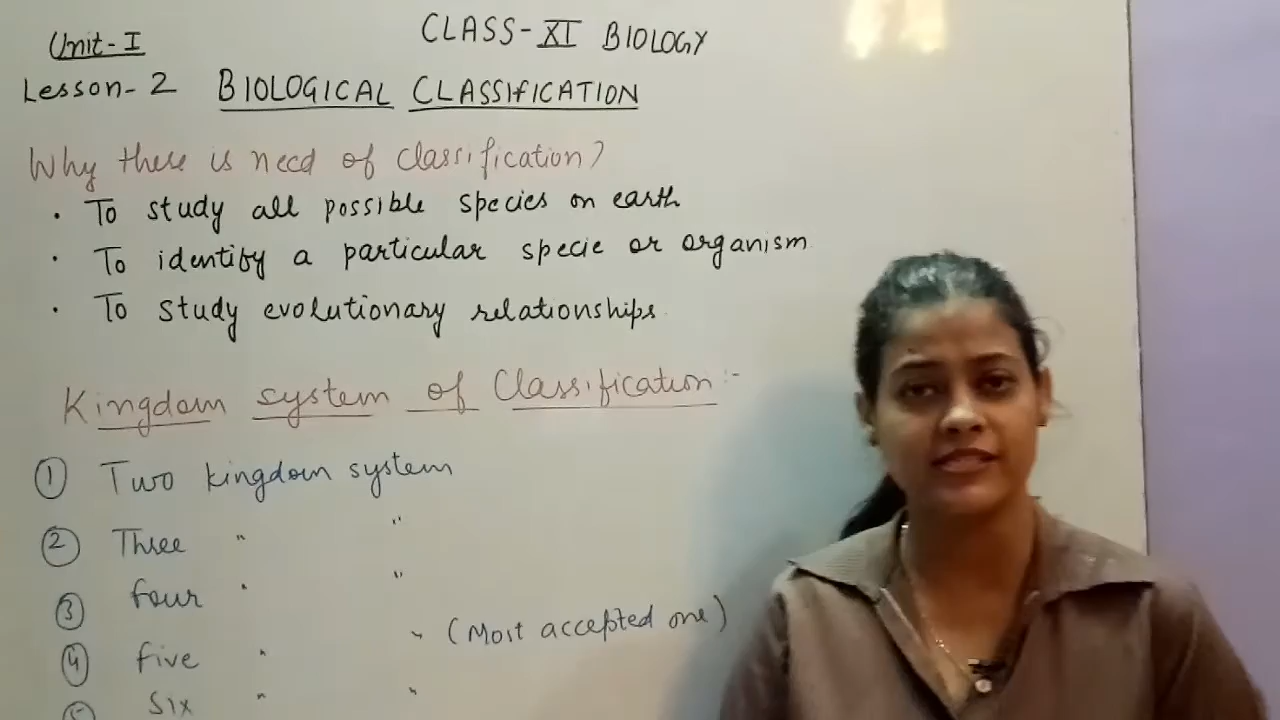 Unit-I
CLASS-XI BIOLOGY
Lesson-2 BIOLOGICAL CLASSIFICATION
Why there is need of classification?
· To study all possible species on earth
· To identify a particular specie or organism
· To study evolutionary relationships.
Kingdom system of Classification:-
① Two kingdom system
② Three " "
③ four " "
④ five " " (Most accepted one)
⑤ Six " "